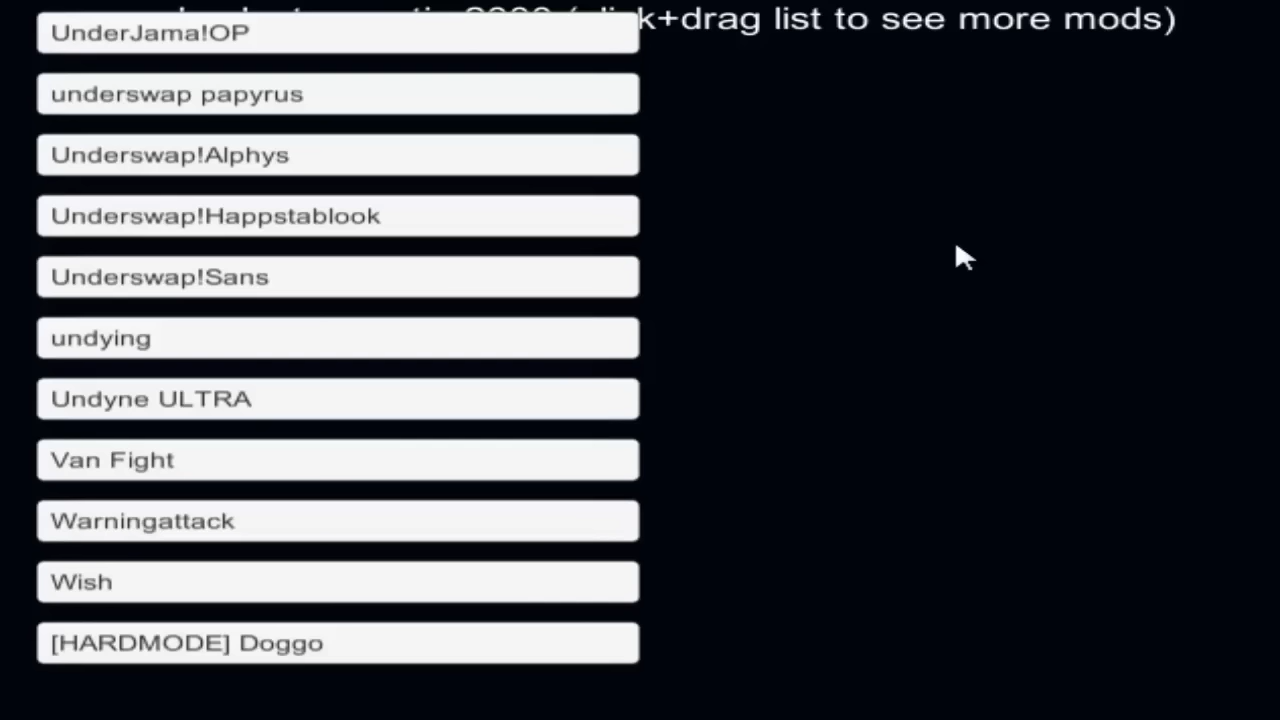 k+drag list to see more mods)
UnderJama!OP
underswap papyrus
Underswap!Alphys
Underswap!Happstablook
Underswap!Sans
undying
Undyne ULTRA
Van Fight
Warningattack
Wish
[HARDMODE] Doggo